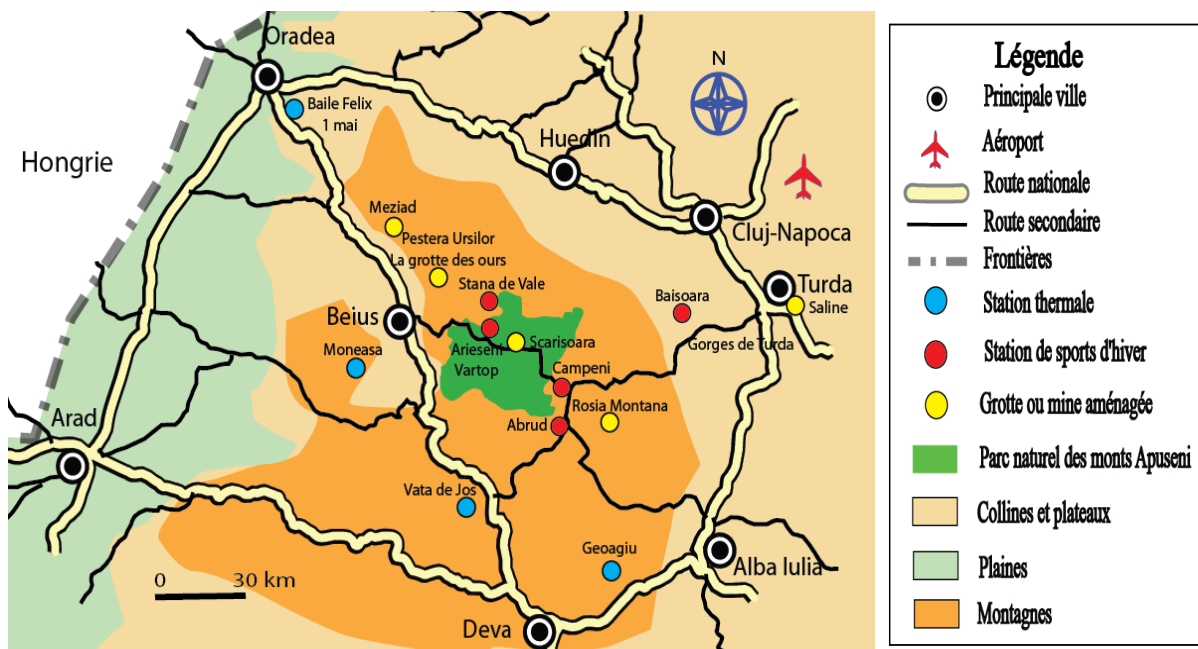 Oradea
Baile Felix
1 mai
N
Hongrie
Huedin
Cluj-Napoca
Meziad
Pestera Ursilor
La grotte des ours
Stana de Vale
Turda
Saline
Baisoara
Beius
Moneasa
Arieseni
Vartop
Scarisoara
Gorges de Turda
Campeni
Arad
Abrud
Rosia Montana
Vata de Jos
Geoagiu
Alba Iulia
0 30 km
Deva
Légende
Principale ville
Aéroport
Route nationale
Route secondaire
Frontières
Station thermale
Station de sports d'hiver
Grotte ou mine aménagée
Parc naturel des monts Apuseni
Collines et plateaux
Plaines
Montagnes